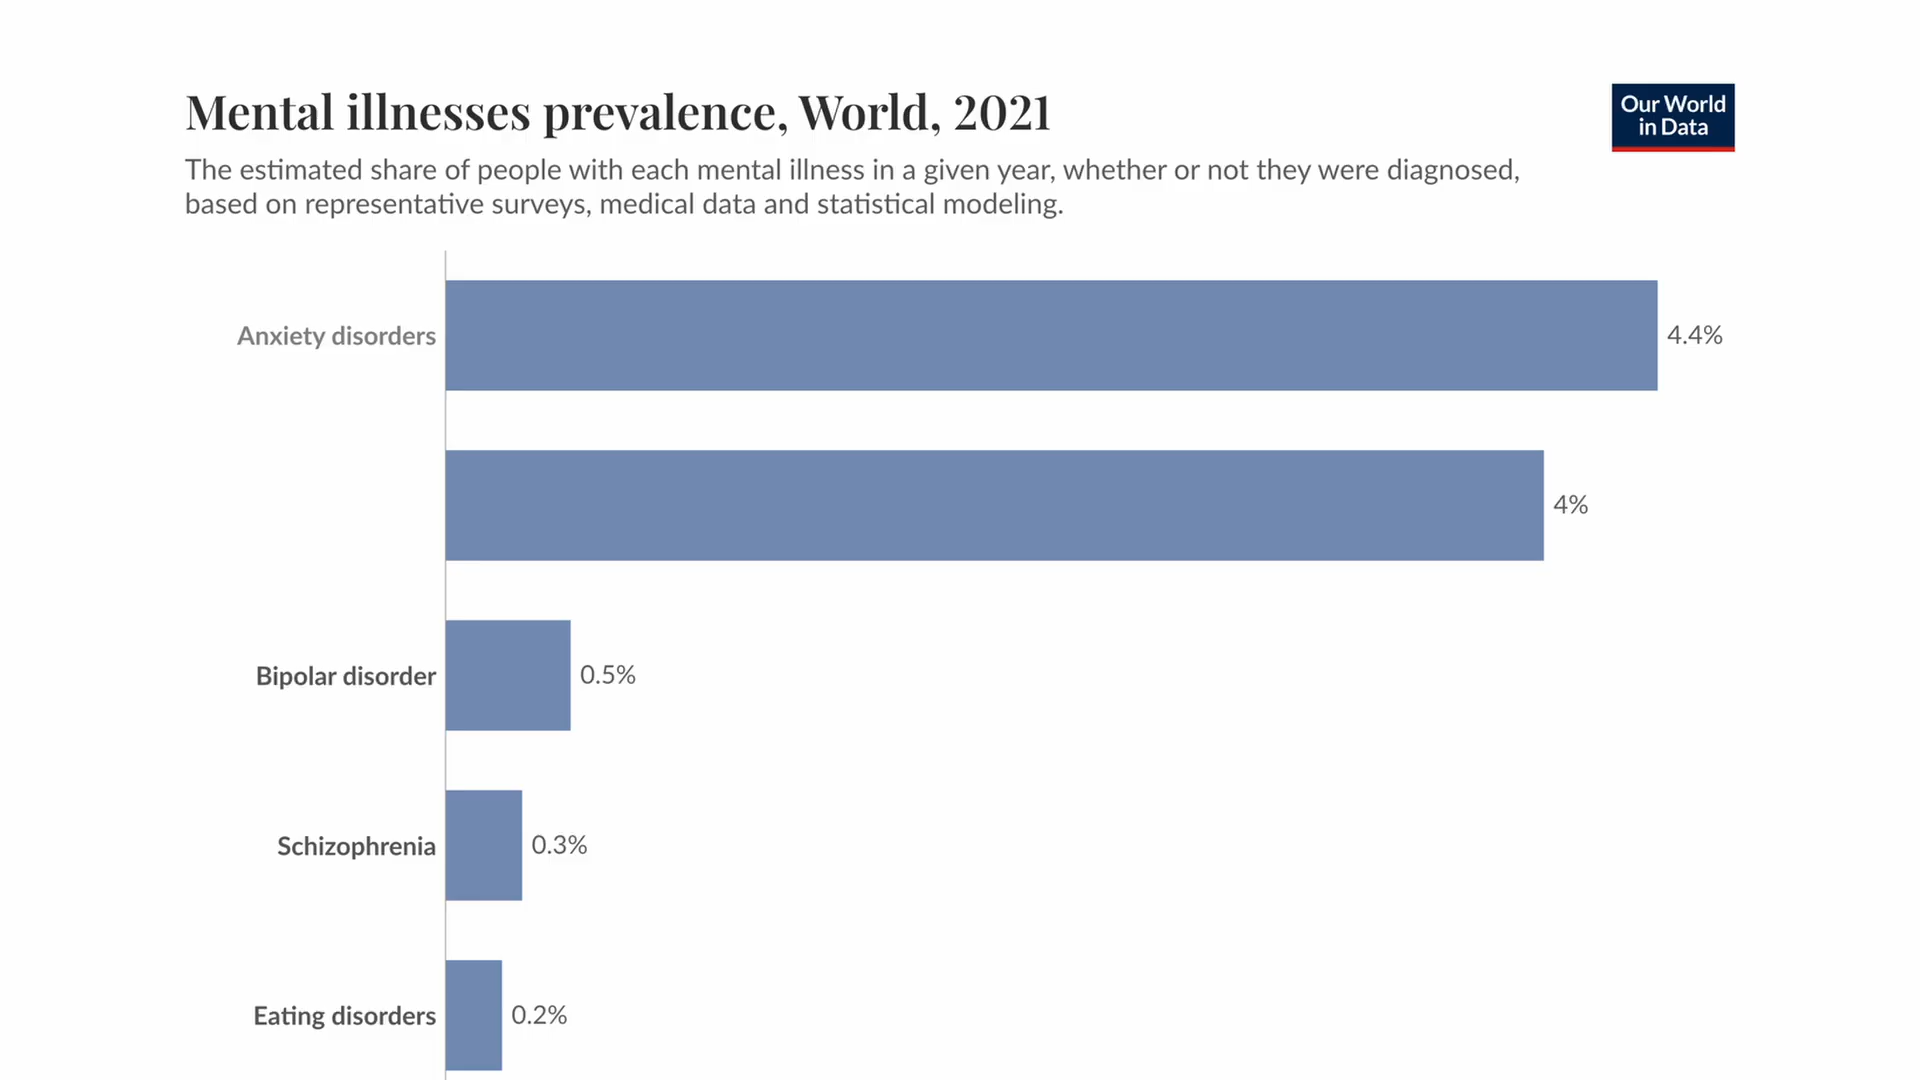 Mental illnesses prevalence, World, 2021
Our World
in Data
The estimated share of people with each mental illness in a given year, whether or not they were diagnosed,
based on representative surveys, medical data and statistical modeling.
Anxiety disorders 4.4%
4%
Bipolar disorder 0.5%
Schizophrenia 0.3%
Eating disorders 0.2%